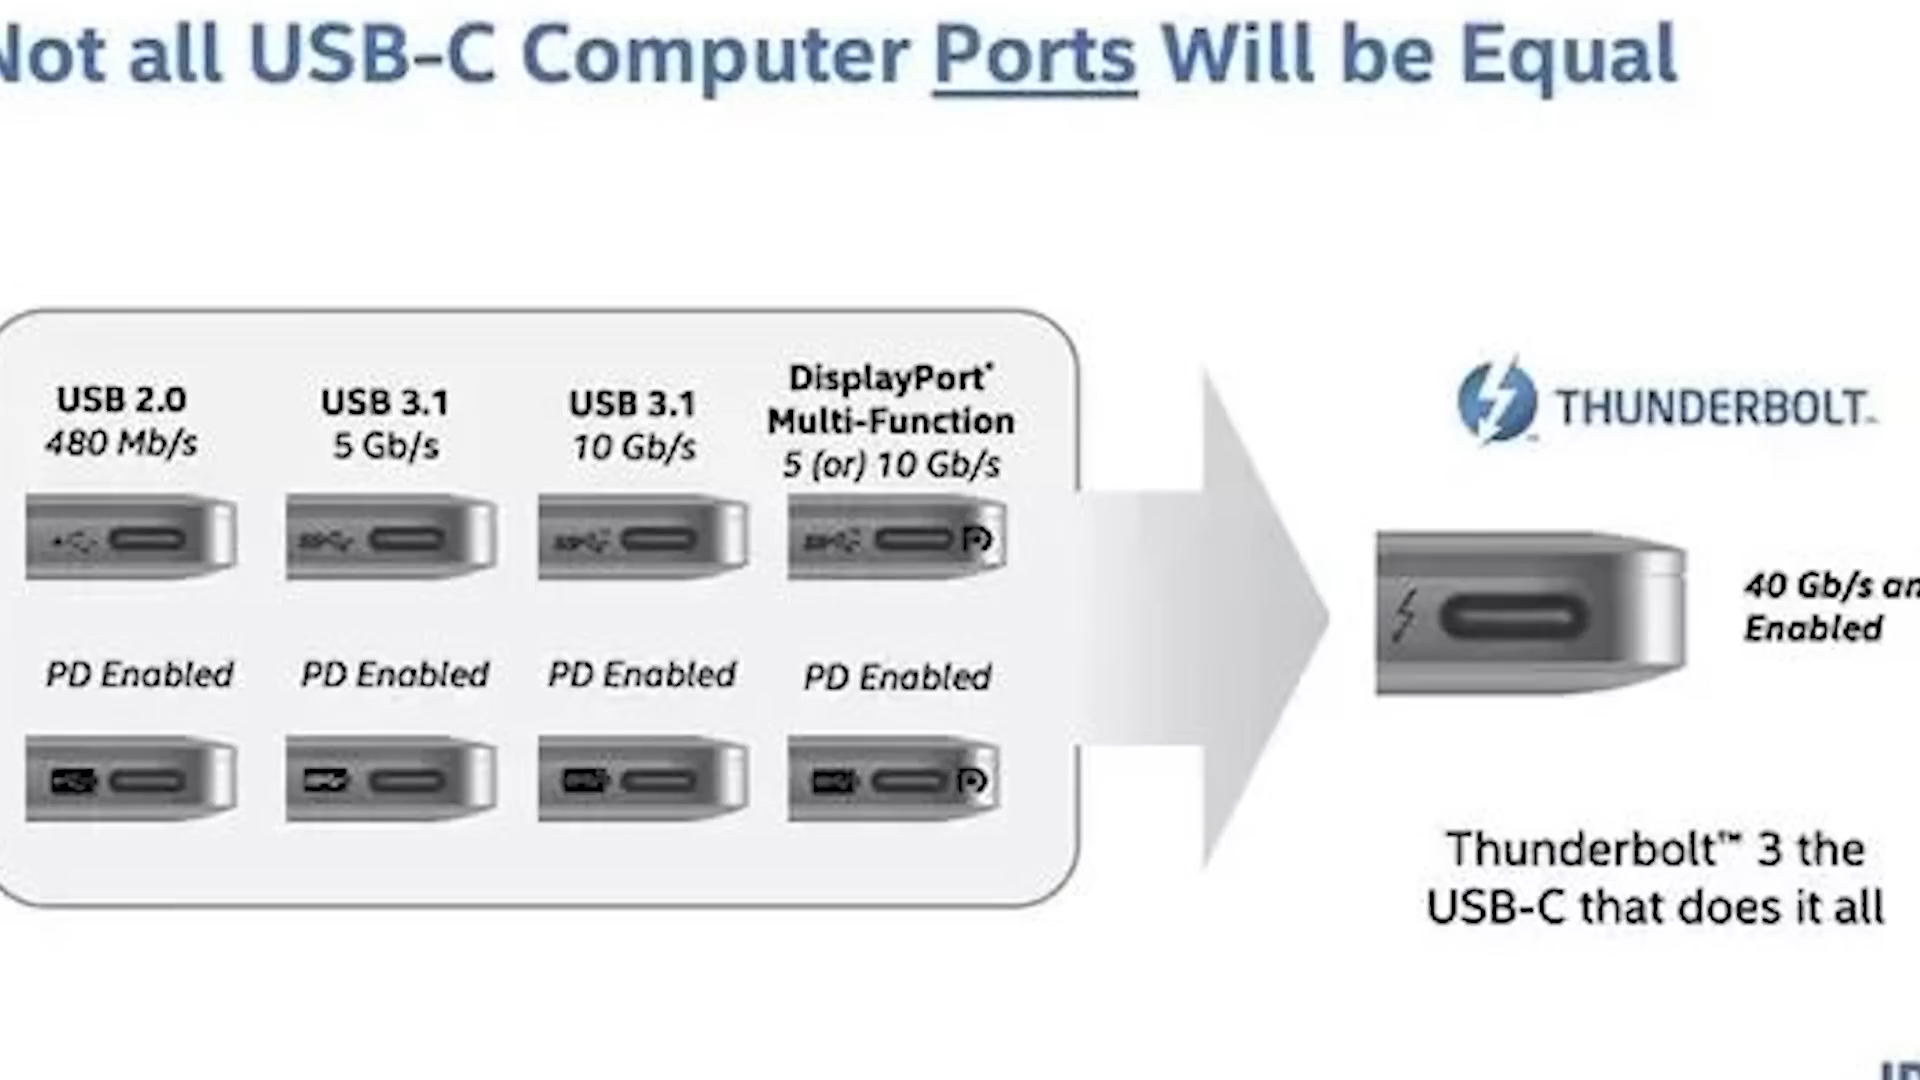 Not all USB-C Computer Ports Will be Equal
USB 2.0
480 Mb/s
USB 3.1
5 Gb/s
USB 3.1
10 Gb/s
DisplayPort*
Multi-Function
5 (or) 10 Gb/s
PD Enabled
PD Enabled
PD Enabled
PD Enabled
THUNDERBOLT™
40 Gb/s
Enabled
Thunderbolt™ 3 the
USB-C that does it all